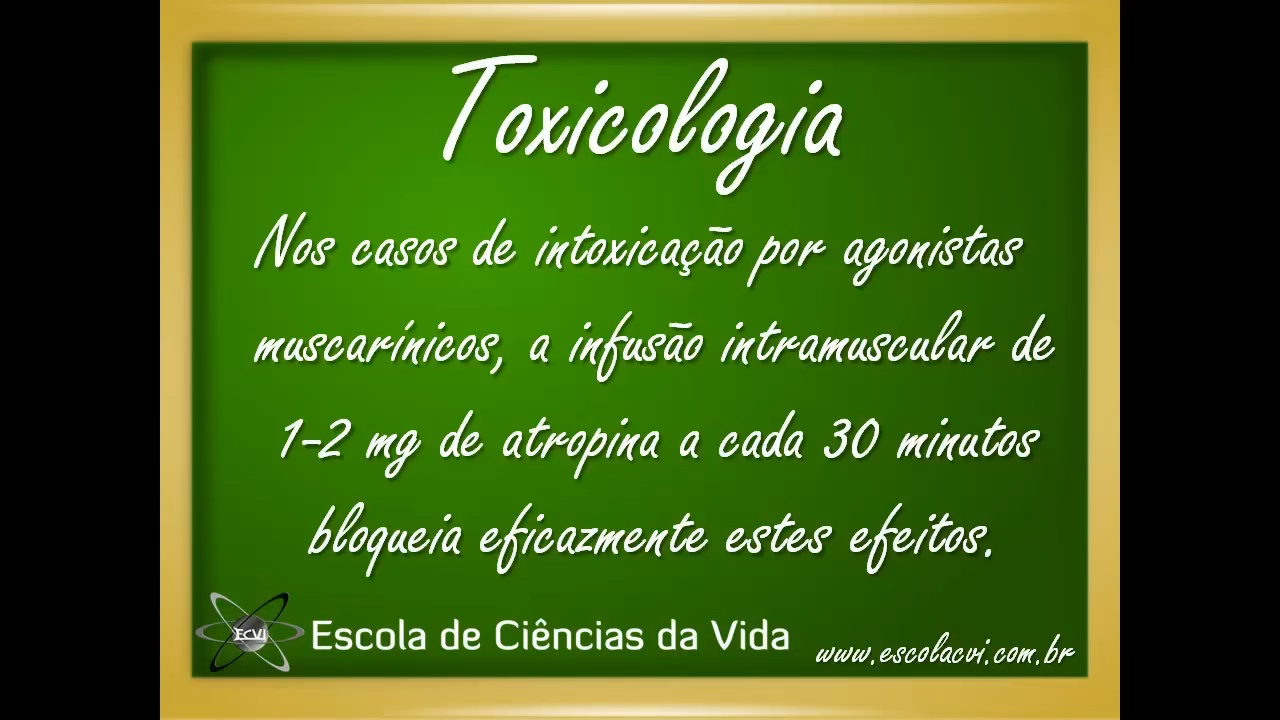 Toxicologia
Nos casos de intoxicação por agonistas
muscarínicos, a infusão intramuscular de
1-2 mg de atropina a cada 30 minutos
bloqueia eficazmente estes efeitos.
ECVI Escola de Ciências da Vida
www.escolacvi.com.br